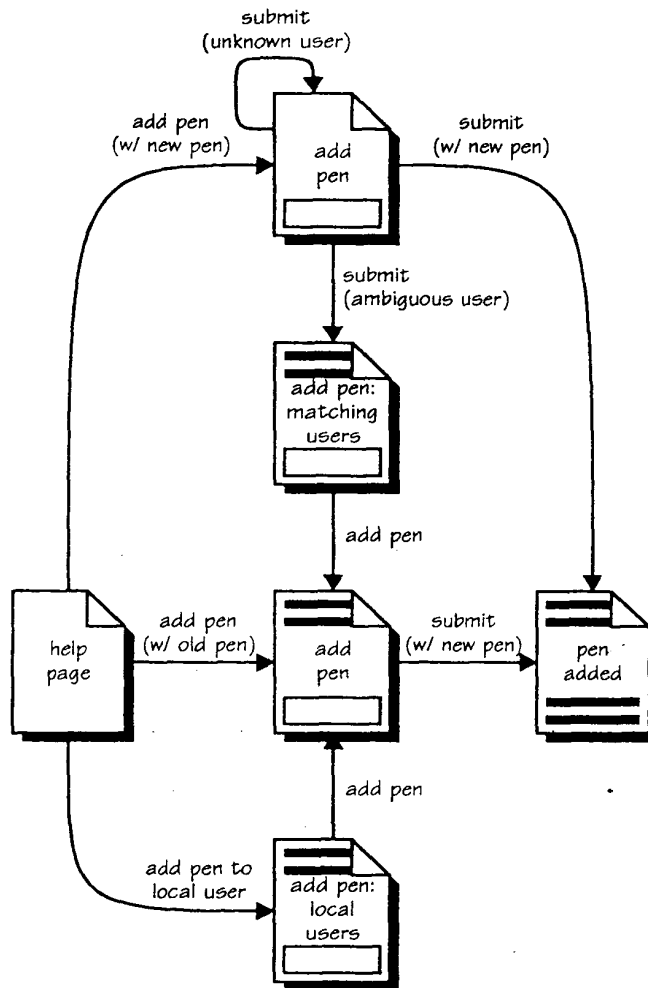 submit
(unknown user)
add pen
(w/ new pen)
add
pen
submit
(w/ new pen)
submit
(ambiguous user)
add pen:
matching
users
add pen
help
page
add pen
(w/ old pen)
add
pen
submit
(w/ new pen)
pen
added
add pen
add pen to
local user
add pen:
local
users